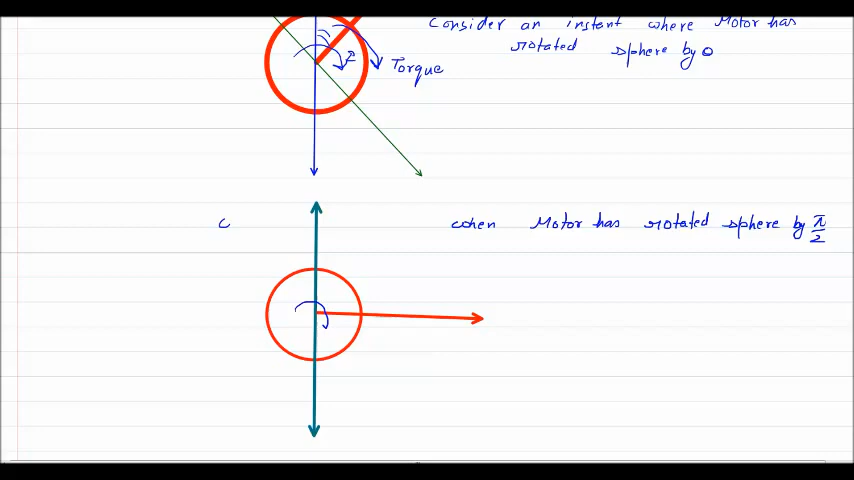 Consider an instant where Motor has
rotated sphere by θ
Torque
C
when Motor has rotated sphere by π/2